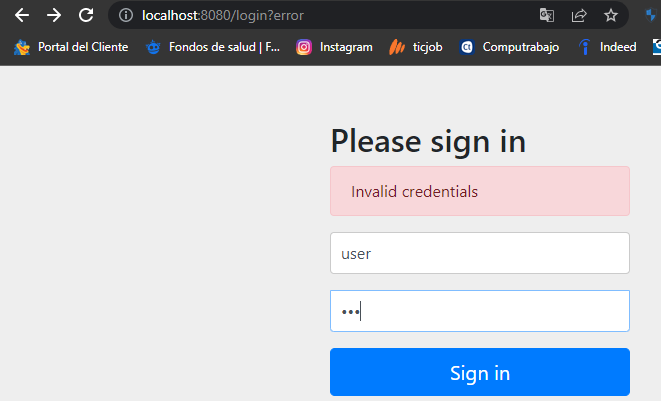 localhost:8080/login?error
Portal del Cliente Fondos de salud | F... Instagram ticjob Computrabajo Indeed
Please sign in
Invalid credentials
user
•••
Sign in